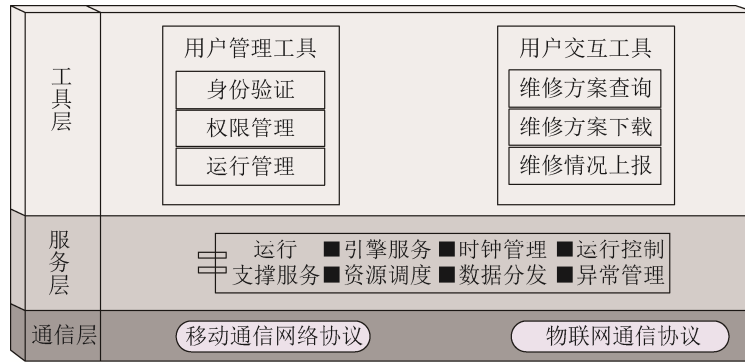 工具层
用户管理工具
身份验证
权限管理
运行管理
用户交互工具
维修方案查询
维修方案下载
维修情况上报
服务层
运行 ■引擎服务 ■时钟管理 ■运行控制
支撑服务■资源调度 ■数据分发 ■异常管理
通信层
移动通信网络协议
物联网通信协议